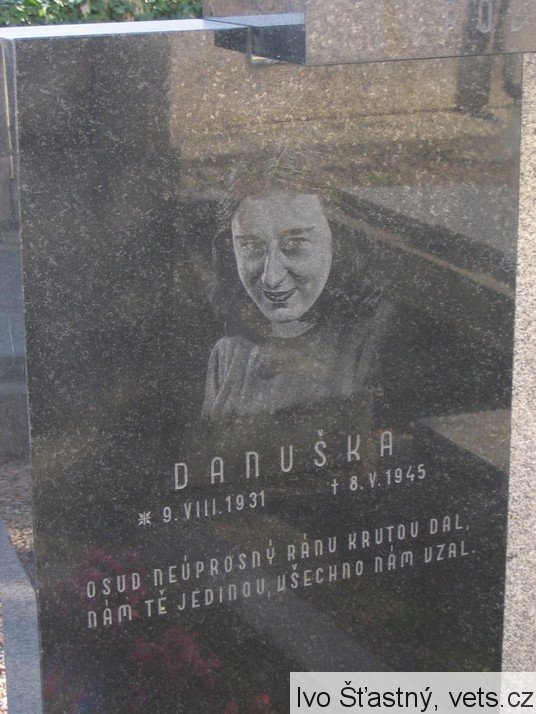 DANUŠKA
✳ 9.VIII.1931 † 8.V.1945
OSUD NEÚPROSNÝ RÁNU KRUTOU DAL,
NÁM TĚ JEDINOU, VŠECHNO NÁM VZAL.
Ivo Šťastný, vets.cz